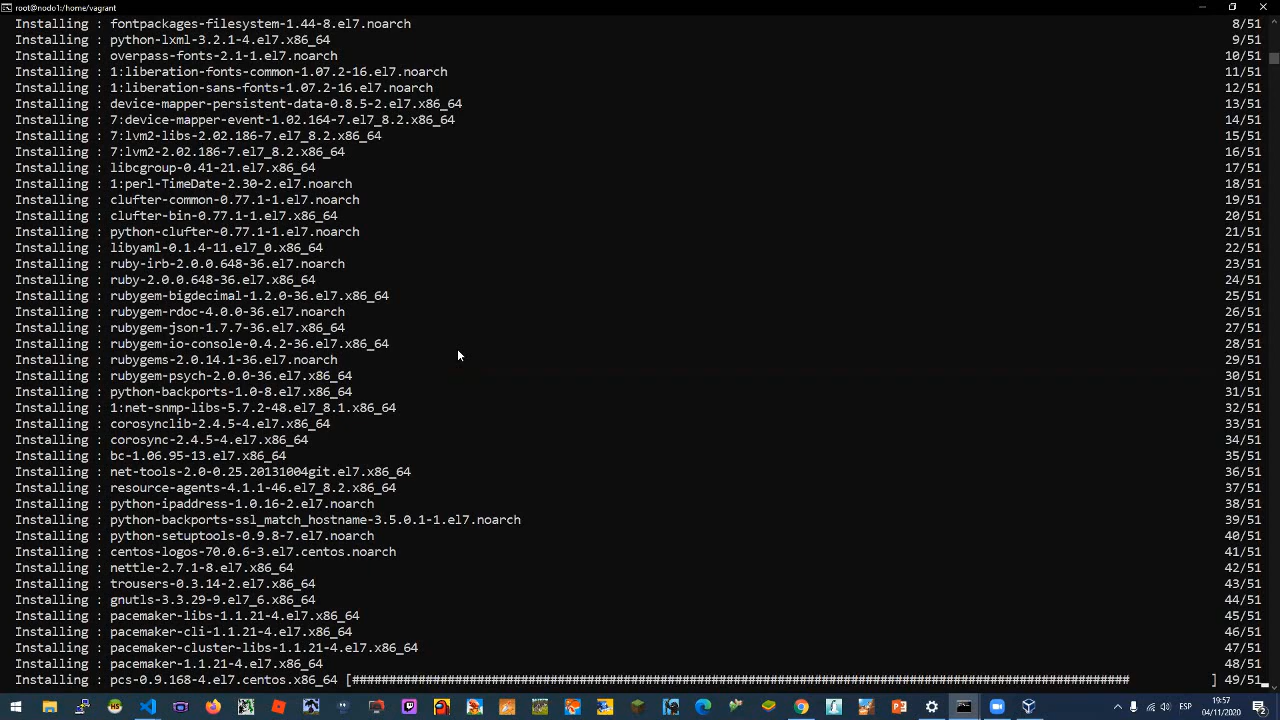 root@nodo1:/home/vagrant
Installing : fontpackages-filesystem-1.44-8.el7.noarch 8/51
Installing : python-lxml-3.2.1-4.el7.x86_64 9/51
Installing : overpass-fonts-2.1-1.el7.noarch 10/51
Installing : 1:liberation-fonts-common-1.07.2-16.el7.noarch 11/51
Installing : 1:liberation-sans-fonts-1.07.2-16.el7.noarch 12/51
Installing : device-mapper-persistent-data-0.8.5-2.el7.x86_64 13/51
Installing : 7:device-mapper-event-1.02.164-7.el7_8.2.x86_64 14/51
Installing : 7:lvm2-libs-2.02.186-7.el7_8.2.x86_64 15/51
Installing : 7:lvm2-2.02.186-7.el7_8.2.x86_64 16/51
Installing : libcgroup-0.41-21.el7.x86_64 17/51
Installing : 1:perl-TimeDate-2.30-2.el7.noarch 18/51
Installing : clufter-common-0.77.1-1.el7.noarch 19/51
Installing : clufter-bin-0.77.1-1.el7.x86_64 20/51
Installing : python-clufter-0.77.1-1.el7.noarch 21/51
Installing : libyaml-0.1.4-11.el7_0.x86_64 22/51
Installing : ruby-irb-2.0.0.648-36.el7.noarch 23/51
Installing : ruby-2.0.0.648-36.el7.x86_64 24/51
Installing : rubygem-bigdecimal-1.2.0-36.el7.x86_64 25/51
Installing : rubygem-rdoc-4.0.0-36.el7.noarch 26/51
Installing : rubygem-json-1.7.7-36.el7.x86_64 27/51
Installing : rubygem-io-console-0.4.2-36.el7.x86_64 28/51
Installing : rubygems-2.0.14.1-36.el7.noarch 29/51
Installing : rubygem-psych-2.0.0-36.el7.x86_64 30/51
Installing : python-backports-1.0-8.el7.x86_64 31/51
Installing : 1:net-snmp-libs-5.7.2-48.el7_8.1.x86_64 32/51
Installing : corosynclib-2.4.5-4.el7.x86_64 33/51
Installing : corosync-2.4.5-4.el7.x86_64 34/51
Installing : bc-1.06.95-13.el7.x86_64 35/51
Installing : net-tools-2.0-0.25.20131004git.el7.x86_64 36/51
Installing : resource-agents-4.1.1-46.el7_8.2.x86_64 37/51
Installing : python-ipaddress-1.0.16-2.el7.noarch 38/51
Installing : python-backports-ssl_match_hostname-3.5.0.1-1.el7.noarch 39/51
Installing : python-setuptools-0.9.8-7.el7.noarch 40/51
Installing : centos-logos-70.0.6-3.el7.centos.noarch 41/51
Installing : nettle-2.7.1-8.el7.x86_64 42/51
Installing : trousers-0.3.14-2.el7.x86_64 43/51
Installing : gnutls-3.3.29-9.el7_6.x86_64 44/51
Installing : pacemaker-libs-1.1.21-4.el7.x86_64 45/51
Installing : pacemaker-cli-1.1.21-4.el7.x86_64 46/51
Installing : pacemaker-cluster-libs-1.1.21-4.el7.x86_64 47/51
Installing : pacemaker-1.1.21-4.el7.x86_64 48/51
Installing : pcs-0.9.168-4.el7.centos.x86_64 [########################################################################################################## ] 49/51
ESP
19:57
04/11/2020